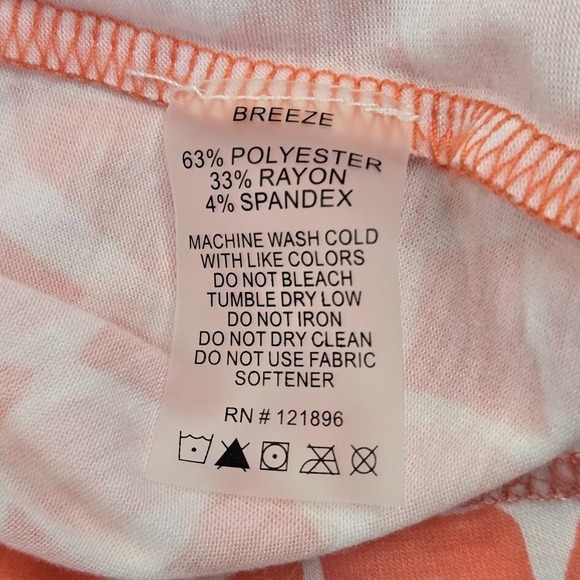 BREEZE
63% POLYESTER
33% RAYON
4% SPANDEX
MACHINE WASH COLD
WITH LIKE COLORS
DO NOT BLEACH
TUMBLE DRY LOW
DO NOT IRON
DO NOT DRY CLEAN
DO NOT USE FABRIC
SOFTENER
RN # 121896